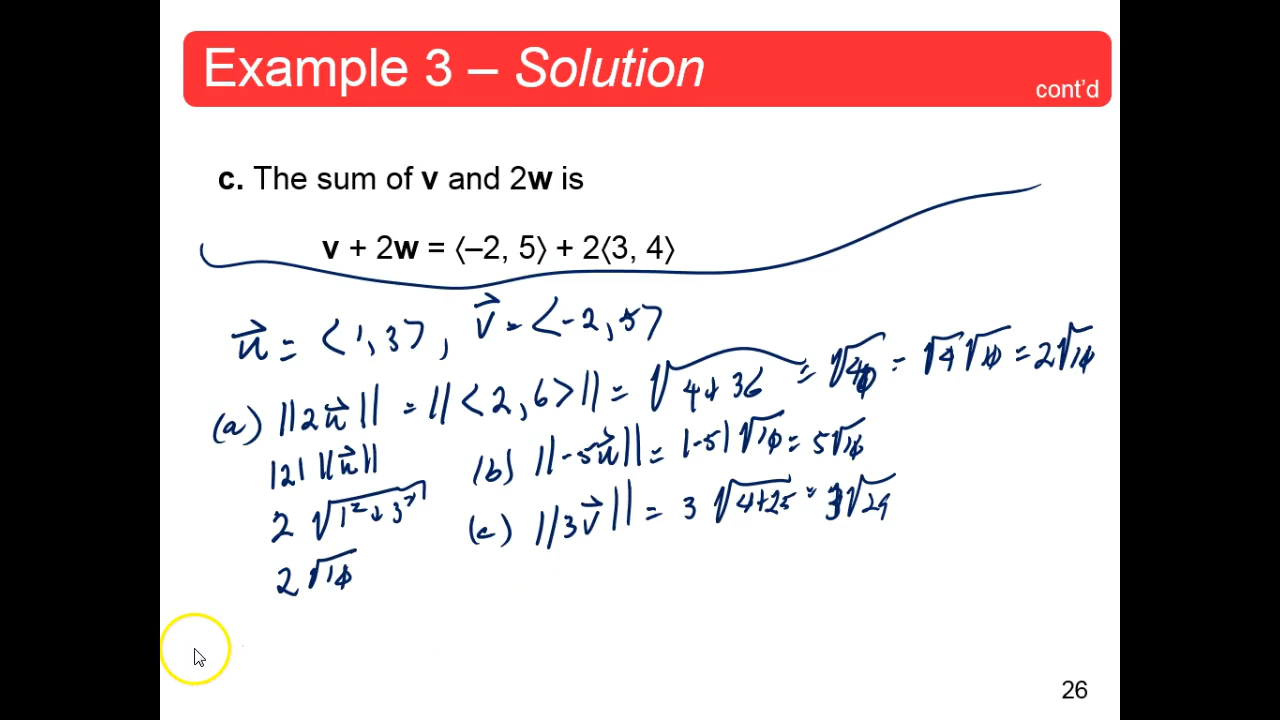 Example 3 – Solution
cont'd
c. The sum of v and 2w is
v + 2w = ⟨–2, 5⟩ + 2⟨3, 4⟩
u⃗ = <1, 3>, v⃗ = <-2, 5>
(a) ||2u⃗|| = ||<2, 6>|| = √(4+36) = √40 = √4 √10 = 2√10
|2| ||u⃗||
2 √(1² + 3²)
2 √10
(b) ||-5u⃗|| = |-5| √10 = 5√10
(c) ||3v⃗|| = 3 √(4+25) = 3√29
26